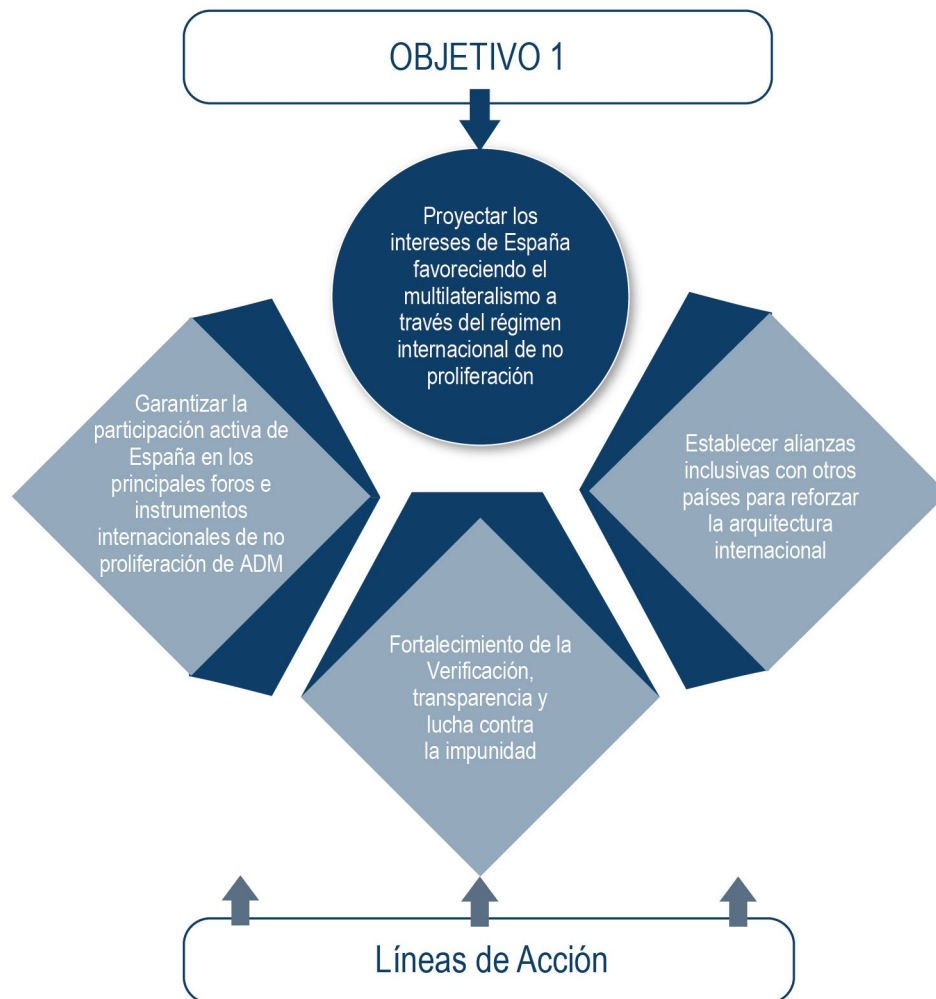 OBJETIVO 1
Proyectar los
intereses de España
favoreciendo el
multilateralismo a
través del régimen
internacional de no
proliferación
Garantizar la
participación activa de
España en los
principales foros e
instrumentos
internacionales de no
proliferación de ADM
Fortalecimiento de la
Verificación,
transparencia y
lucha contra
la impunidad
Establecer alianzas
inclusivas con otros
países para reforzar
la arquitectura
internacional
Líneas de Acción